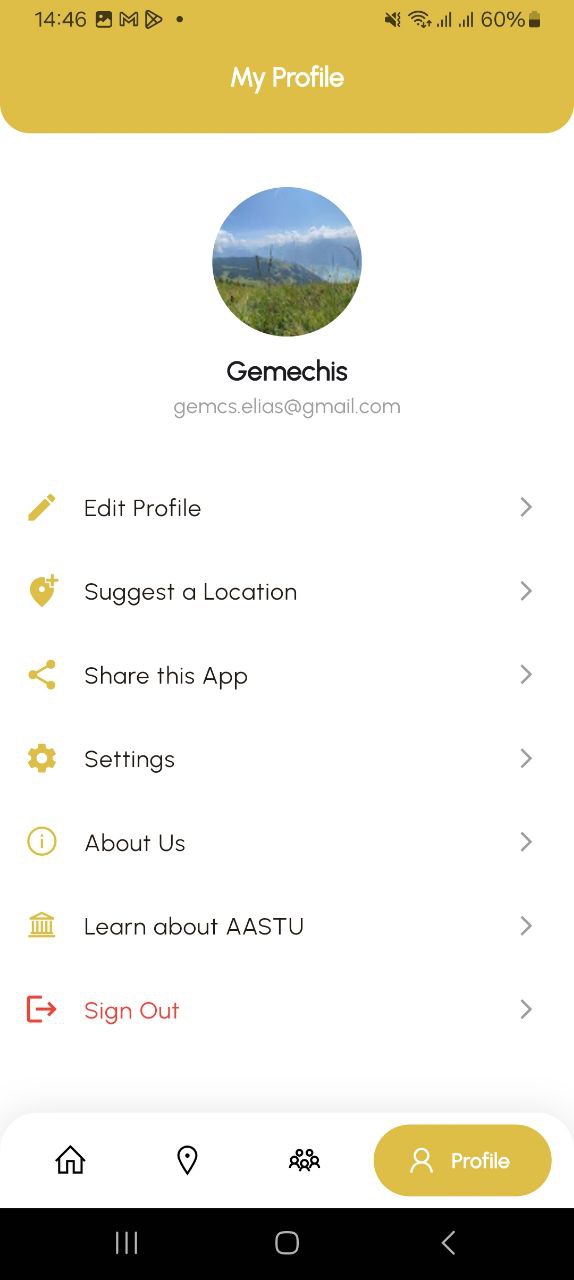 14:46 60%
My Profile
Gemechis
gemcs.elias@gmail.com
Edit Profile
Suggest a Location
Share this App
Settings
About Us
Learn about AASTU
Sign Out
Profile